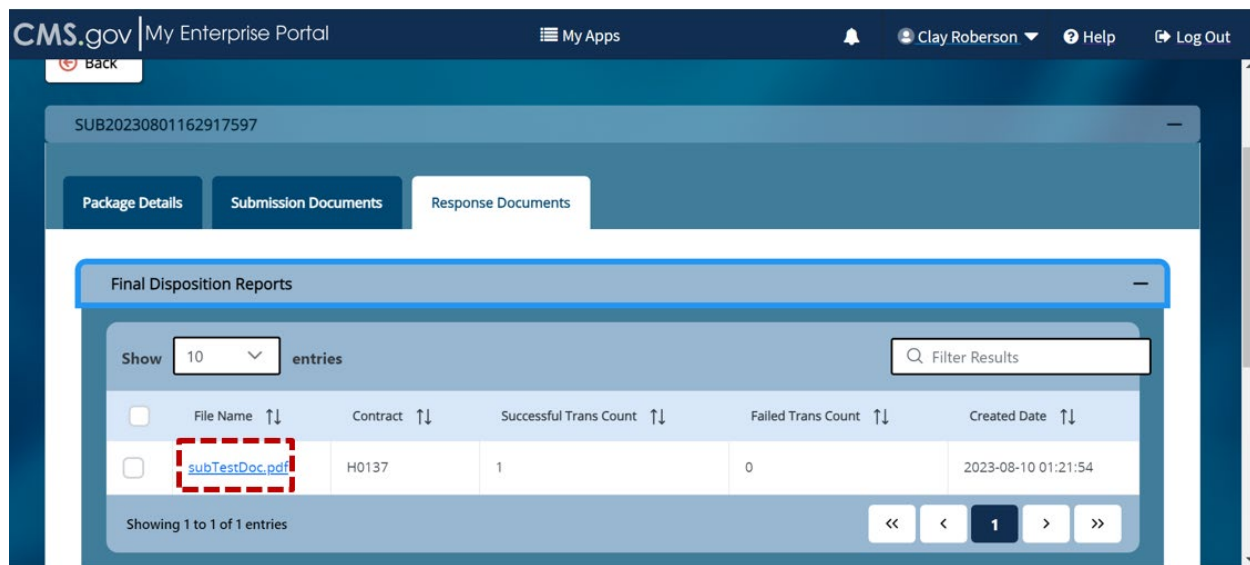 CMS.gov My Enterprise Portal My Apps Clay Roberson Help Log Out
Back
SUB20230801162917597
Package Details Submission Documents Response Documents
Final Disposition Reports
Show 10 entries Filter Results
File Name Contract Successful Trans Count Failed Trans Count Created Date
subTestDoc.pdf H0137 1 0 2023-08-10 01:21:54
Showing 1 to 1 of 1 entries « < 1 > »